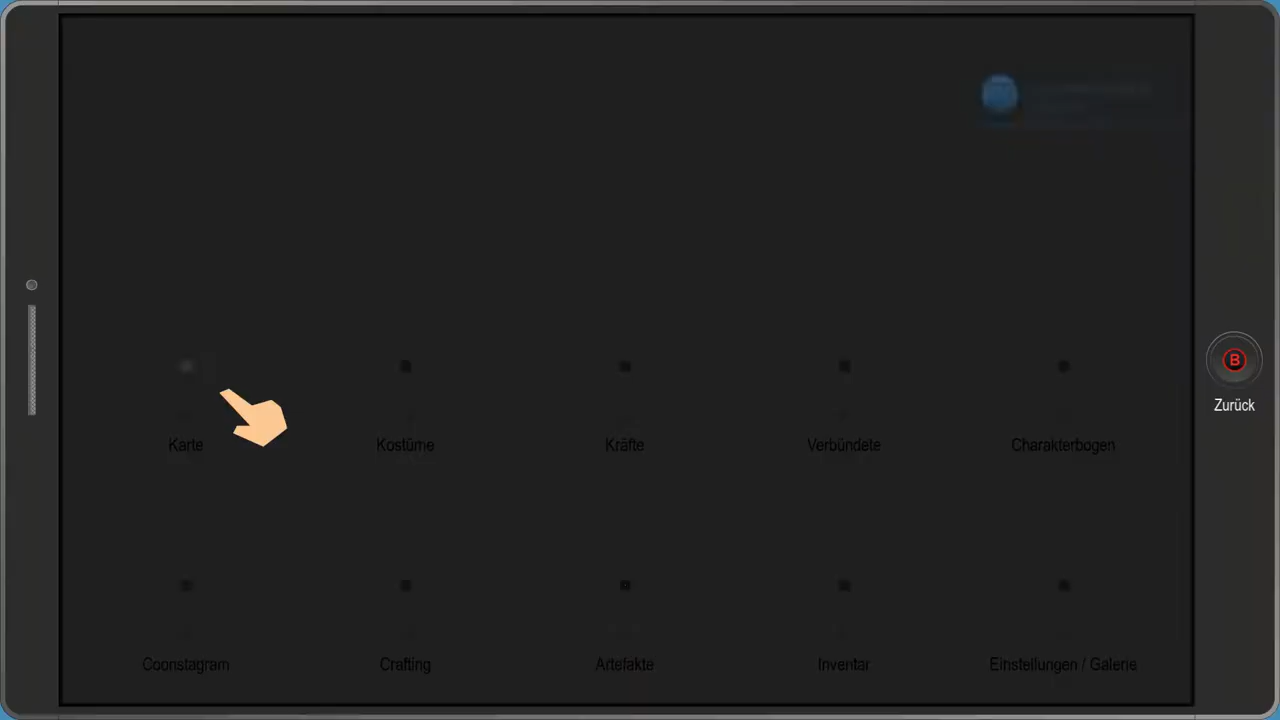 B
Zurück
Karte
Kostüme
Kräfte
Verbündete
Charakterbogen
Coonstagram
Crafting
Artefakte
Inventar
Einstellungen / Galerie